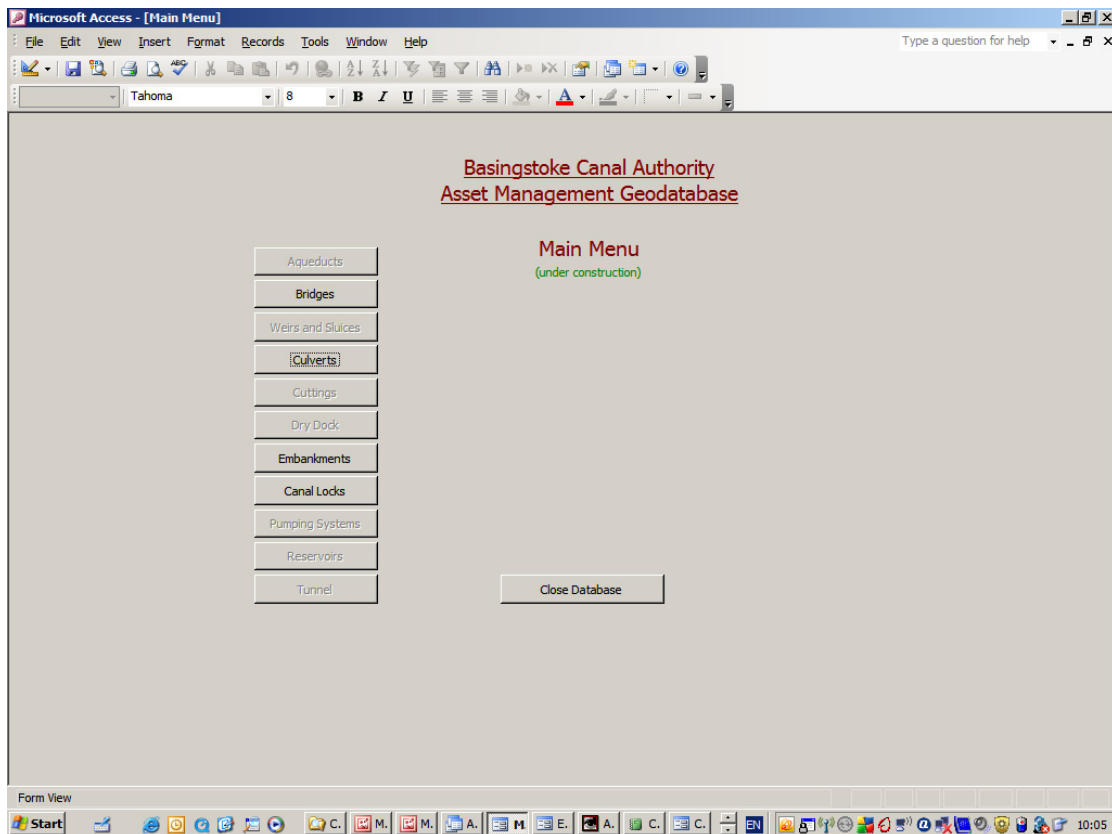 Microsoft Access - [Main Menu]
File Edit View Insert Format Records Tools Window Help
Type a question for help
Tahoma 8 B I U A
Basingstoke Canal Authority
Asset Management Geodatabase
Main Menu
(under construction)
Aqueducts
Bridges
Weirs and Sluices
Culverts
Cuttings
Dry Dock
Embankments
Canal Locks
Pumping Systems
Reservoirs
Tunnel
Close Database
Form View
Start C. M. M. A. M E. A. C. C. EN 10:05